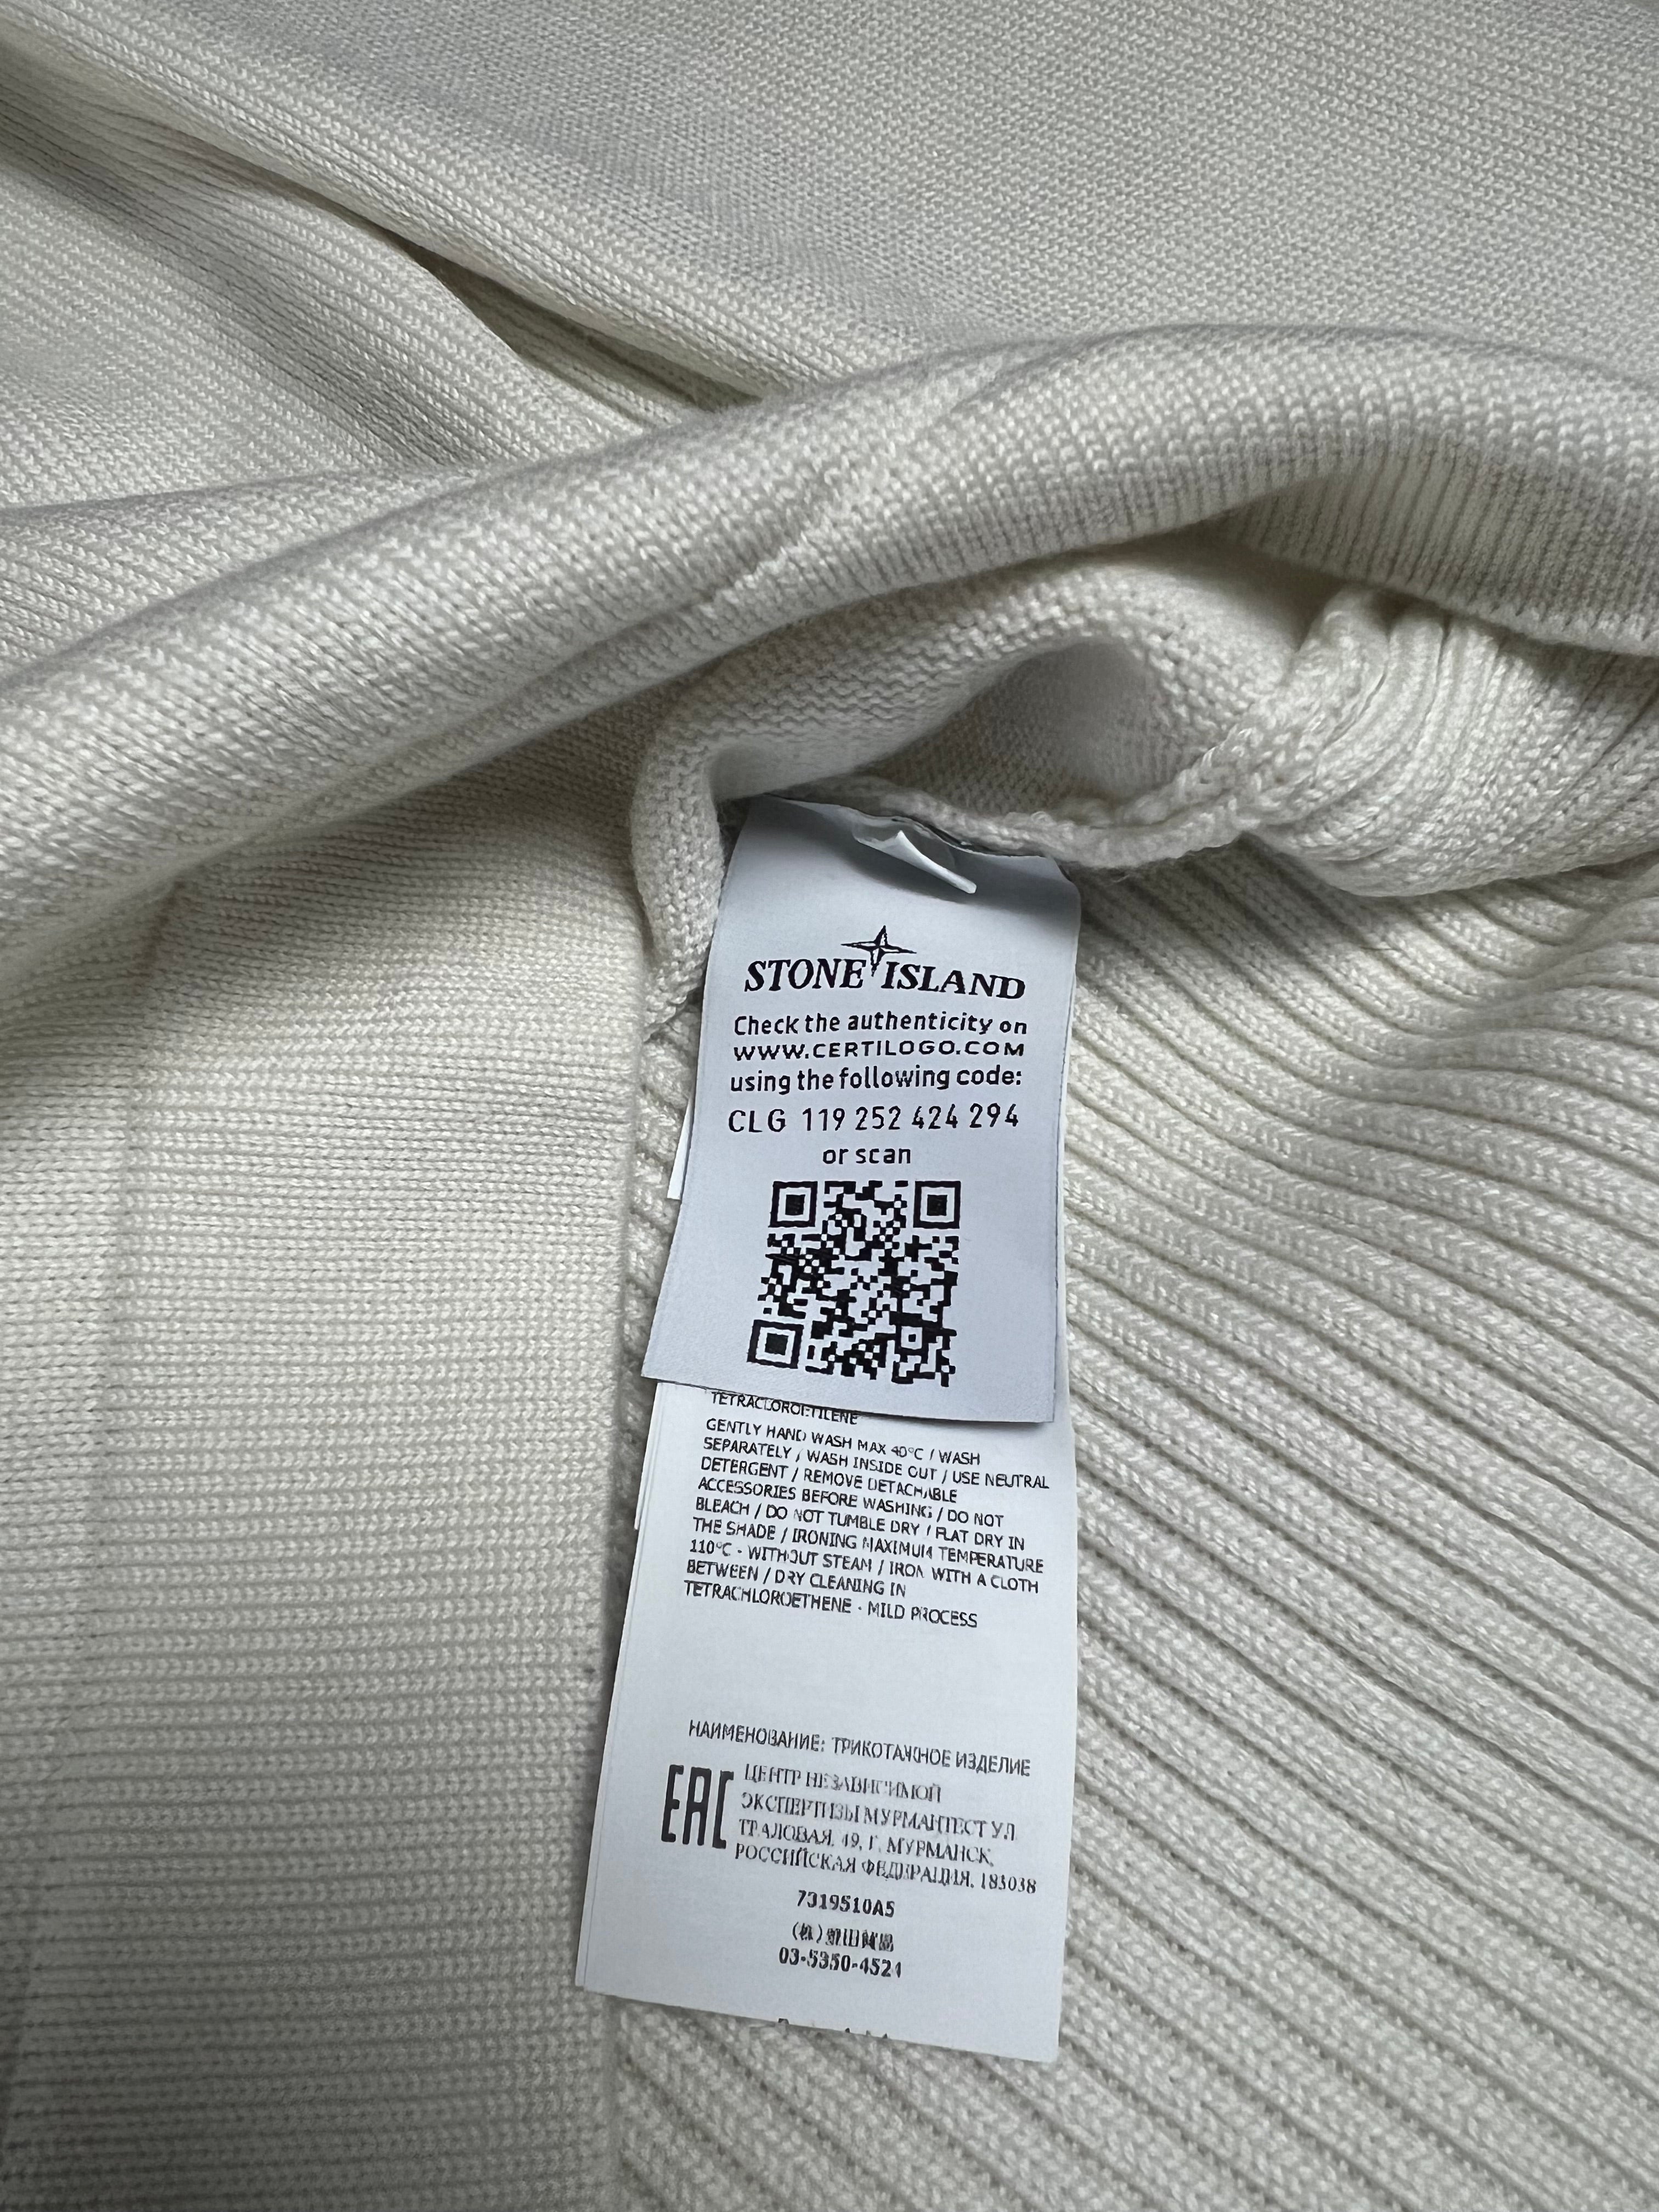 STONE ISLAND
Check the authenticity on
WWW.CERTILOGO.COM
using the following code:
CLG 119 252 424 294
or scan
TETRACLOROETILENE
GENTLY HAND WASH MAX 40°C / WASH
SEPARATELY / WASH INSIDE OUT / USE NEUTRAL
DETERGENT / REMOVE DETACHABLE
ACCESSORIES BEFORE WASHING / DO NOT
BLEACH / DO NOT TUMBLE DRY / FLAT DRY IN
THE SHADE / IRONING MAXIMUM TEMPERATURE
110°C - WITHOUT STEAM / IRON WITH A CLOTH
BETWEEN / DRY CLEANING IN
TETRACHLOROETHENE - MILD PROCESS
НАИМЕНОВАНИЕ: ТРИКОТАЖНОЕ ИЗДЕЛИЕ
EAC
ЦЕНТР НЕЗАВИСИМОЙ
ЭКСПЕРТИЗЫ МУРМАНТЕСТ УЛ.
ТРАЛОВАЯ, 49, Г. МУРМАНСК,
РОССИЙСКАЯ ФЕДЕРАЦИЯ, 183038
7319510A5
03-5350-4521